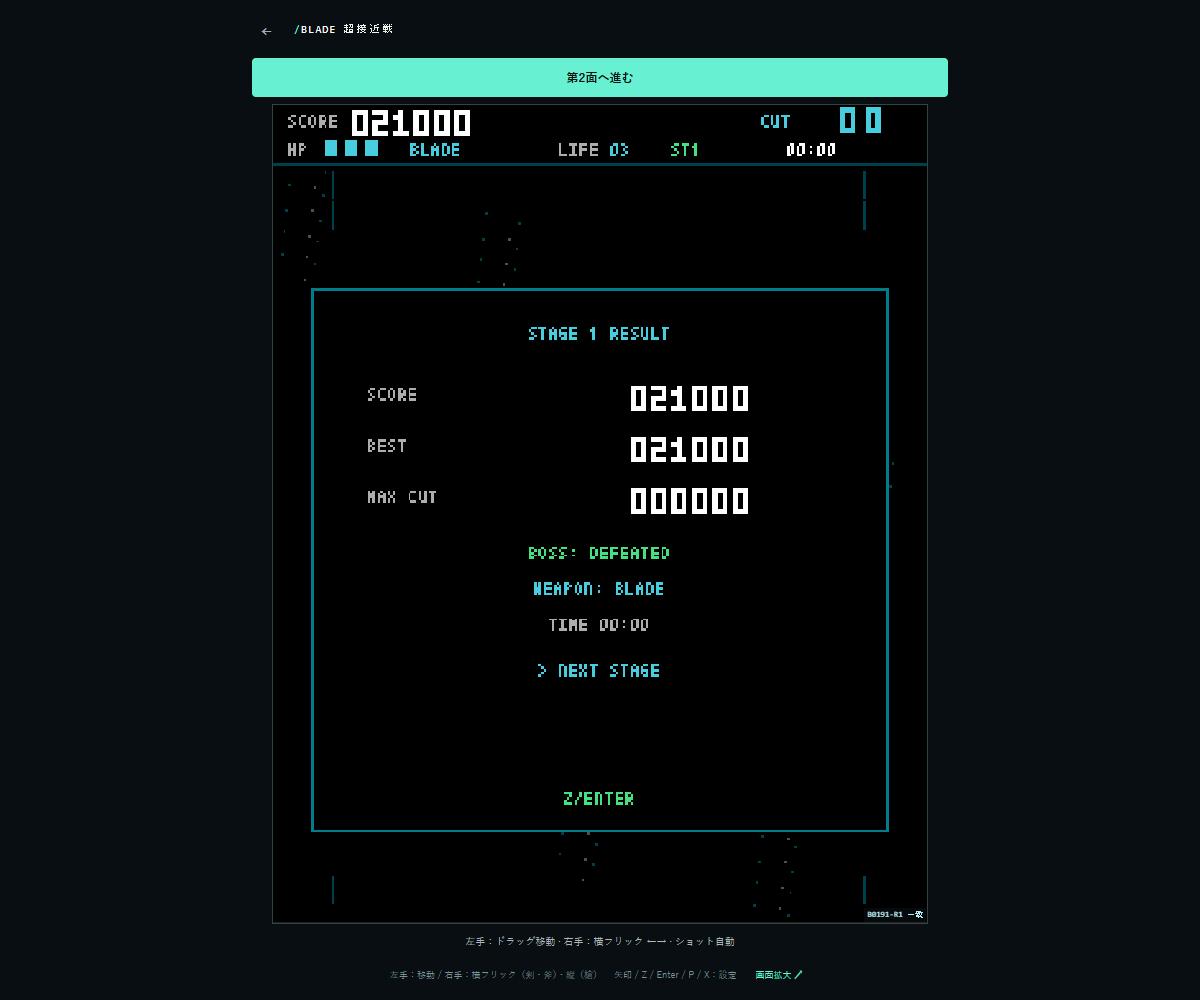 ← /BLADE 超接近戦
第2面へ進む
SCORE 021000 CUT 00
HP BLADE LIFE 03 ST1 00:00
STAGE 1 RESULT
SCORE 021000
BEST 021000
MAX CUT 000000
BOSS: DEFEATED
WEAPON: BLADE
TIME 00:00
> NEXT STAGE
Z/ENTER
B0191-R1 一致
左手：ドラッグ移動・右手：横フリック ←→・ショット自動
左手：移動 / 右手：横フリック（剣・斧）・縦（槍） 矢印 / Z / Enter / P / X：設定 画面拡大